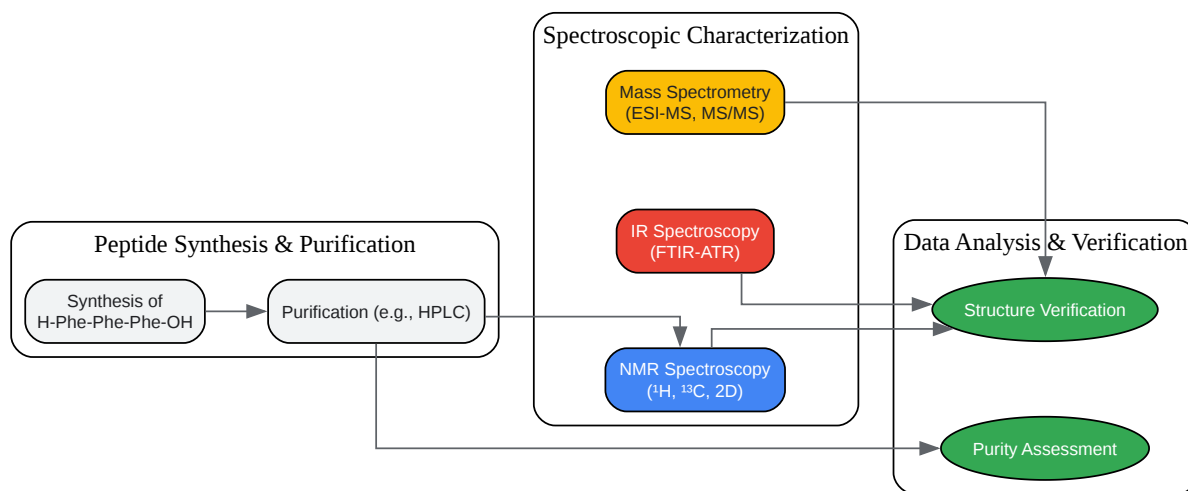 Peptide Synthesis & Purification
Synthesis of
H-Phe-Phe-Phe-OH
Purification (e.g., HPLC)
Spectroscopic Characterization
Mass Spectrometry
(ESI-MS, MS/MS)
IR Spectroscopy
(FTIR-ATR)
NMR Spectroscopy
(¹H, ¹³C, 2D)
Data Analysis & Verification
Structure Verification
Purity Assessment